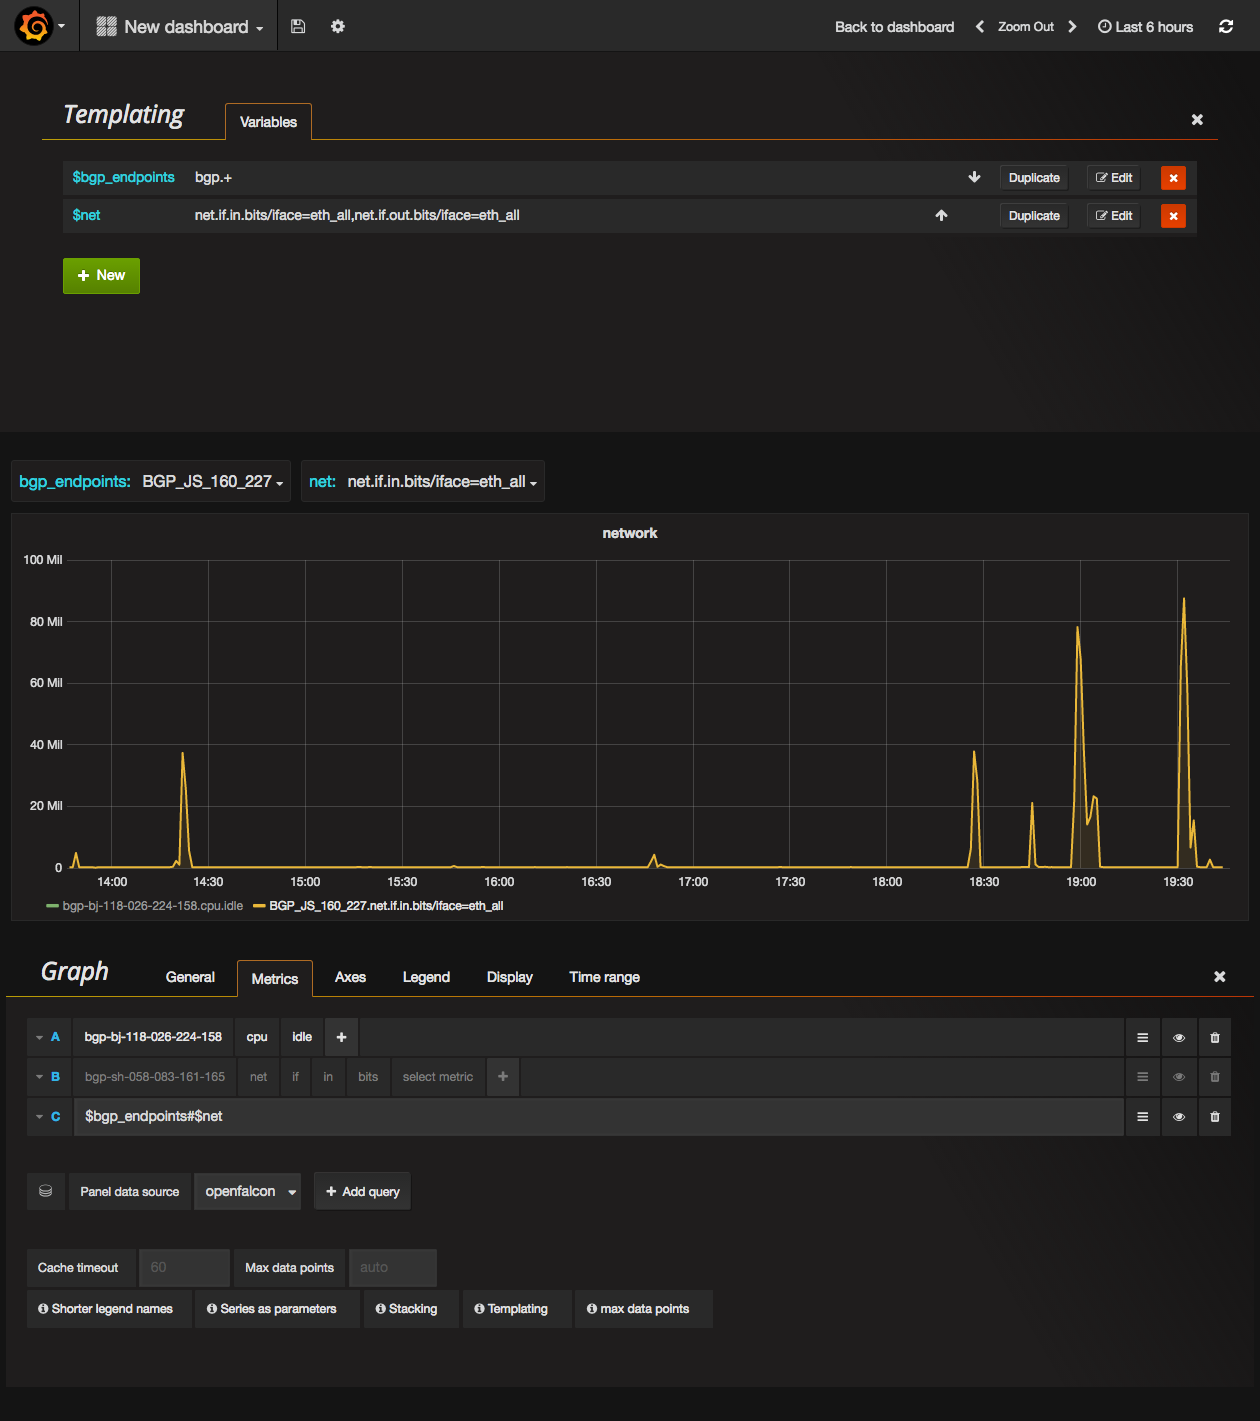 New dashboard Back to dashboard Zoom Out Last 6 hours
Templating Variables
$bgp_endpoints bgp.+ Duplicate Edit
$net net.if.in.bits/iface=eth_all,net.if.out.bits/iface=eth_all Duplicate Edit
New
bgp_endpoints: BGP_JS_160_227 net: net.if.in.bits/iface=eth_all
network
100 Mil
80 Mil
60 Mil
40 Mil
20 Mil
0
14:00 14:30 15:00 15:30 16:00 16:30 17:00 17:30 18:00 18:30 19:00 19:30
bgp-bj-118-026-224-158.cpu.idle BGP_JS_160_227.net.if.in.bits/iface=eth_all
Graph General Metrics Axes Legend Display Time range
A bgp-bj-118-026-224-158 cpu idle
B bgp-sh-058-083-161-165 net if in bits select metric
C $bgp_endpoints#$net
Panel data source openfalcon Add query
Cache timeout 60 Max data points auto
Shorter legend names Series as parameters Stacking Templating max data points